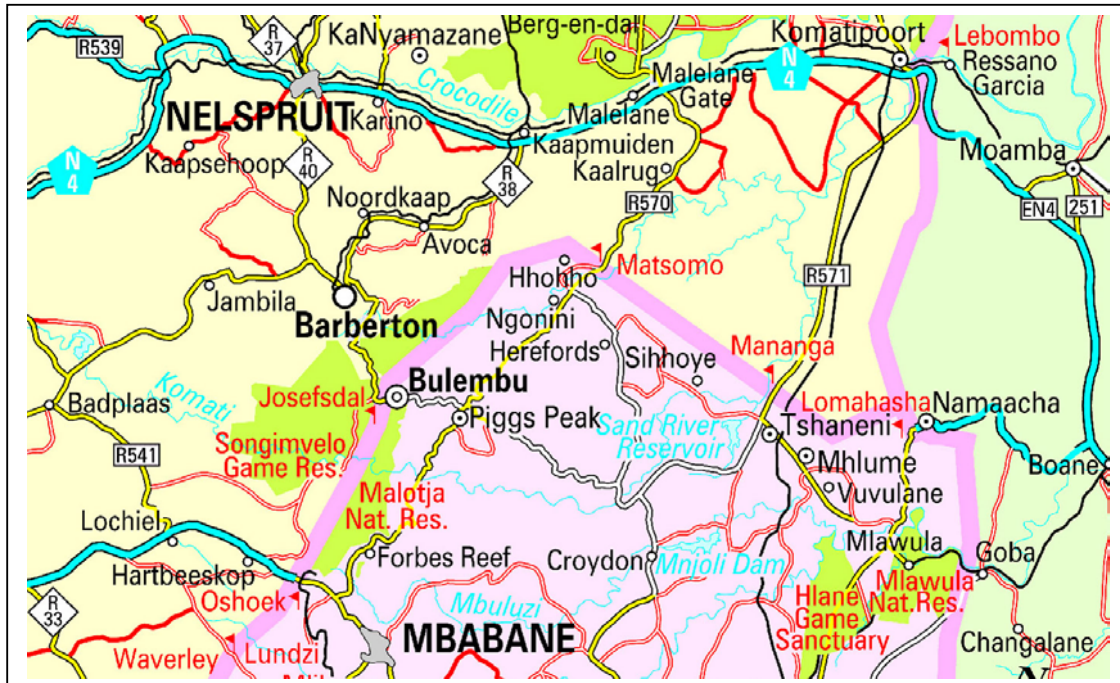 R539
R
37
KaNyamazane
Berg-en-dal
Komatipoort
Lebombo
Ressano
Garcia
N
4
Crocodile
Malelane
Gate
Malelane
NELSPRUIT
Karino
Kaapmuiden
Moamba
Kaapsehoop
N
4
R
40
R
38
Kaalrug
Noordkaap
R570
EN4
251
Avoca
Matsomo
R571
Hhohho
Jambila
Ngonini
Barberton
Herefords
Sihhoye
Mananga
Komati
Josefsdal
Bulembu
Lomahasha
Namaacha
Badplaas
Piggs Peak
Sand River
Reservoir
Tshaneni
Songimvelo
Game Res.
R541
Mhlume
Boane
Malotja
Nat. Res.
Vuvulane
Lochiel
Mlawula
Forbes Reef
Croydon
Mnjoli Dam
Goba
Hartbeeskop
Mlawula
Nat.Res.
Oshoek
R
33
Mbuluzi
Hlane
Game
Sanctuary
Changalane
Waverley
Lundzi
MBABANE